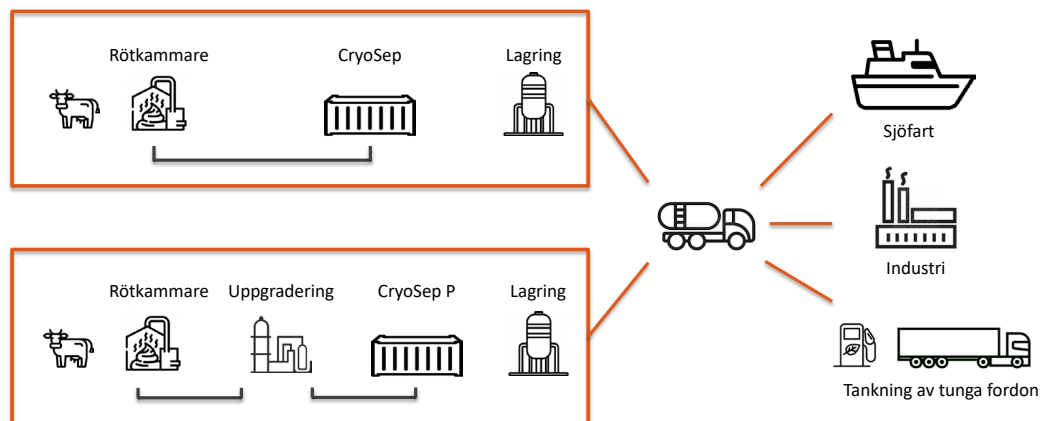 Rötkammare
CryoSep
Lagring
Rötkammare
Uppgradering
CryoSep P
Lagring
Sjöfart
Industri
Tankning av tunga fordon